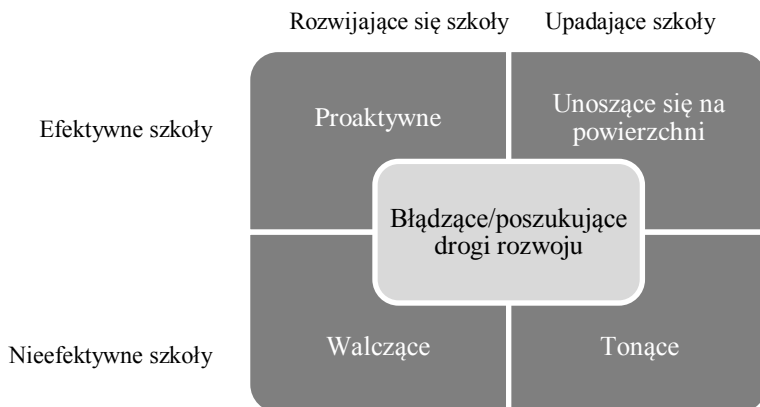 Rozwijające się szkoły
Upadające szkoły
Efektywne szkoły
Proaktywne
Unoszące się na
powierzchni
Błądzące/poszukujące
drogi rozwoju
Nieefektywne szkoły
Walczące
Tonące